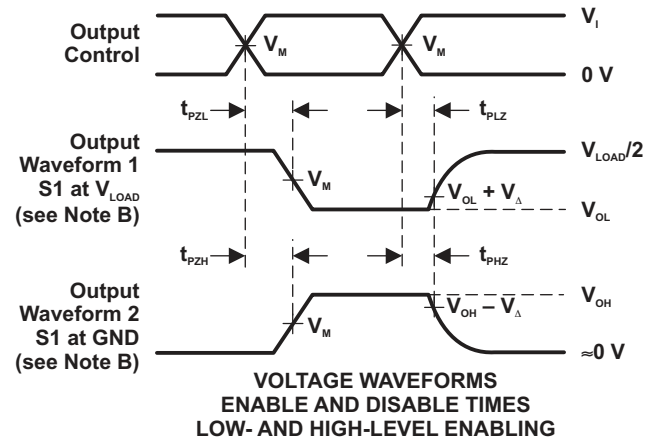 Output
Control
V_M
V_M
V_I
0 V
t_PZL
t_PLZ
Output
Waveform 1
S1 at V_LOAD
(see Note B)
V_M
V_OL + V_Δ
V_LOAD/2
V_OL
t_PZH
t_PHZ
Output
Waveform 2
S1 at GND
(see Note B)
V_M
V_OH – V_Δ
V_OH
≈0 V
VOLTAGE WAVEFORMS
ENABLE AND DISABLE TIMES
LOW- AND HIGH-LEVEL ENABLING